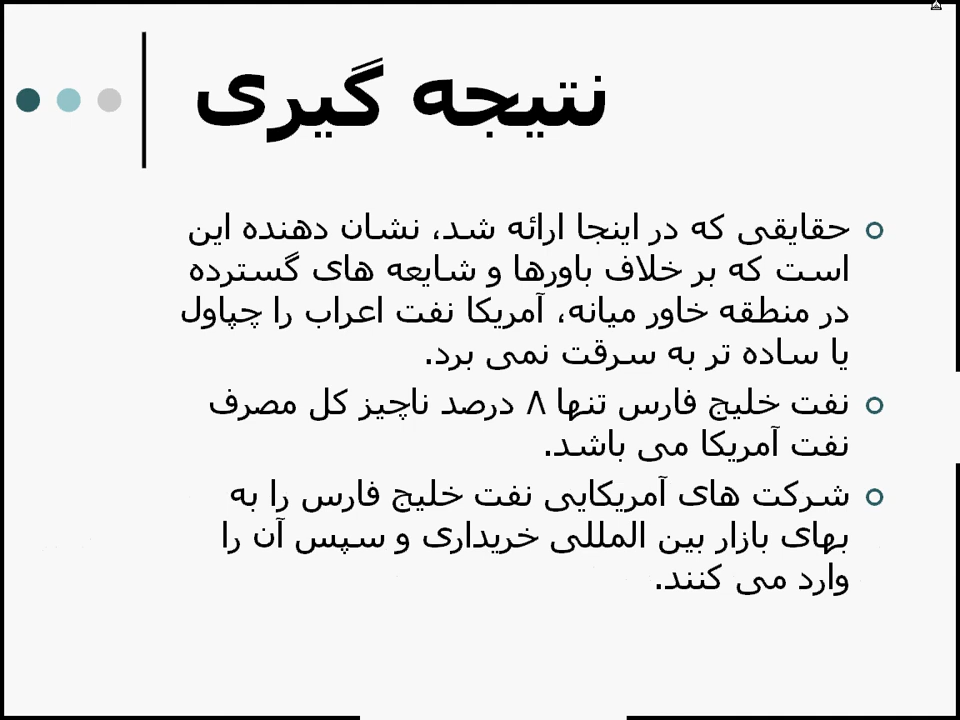 نتیجه گیری
حقایقی که در اینجا ارائه شد، نشان دهنده این
است که بر خلاف باورها و شایعه های گسترده
در منطقه خاور میانه، آمریکا نفت اعراب را چپاول
یا ساده تر به سرقت نمی برد.
نفت خلیج فارس تنها ۸ درصد ناچیز کل مصرف
نفت آمریکا می باشد.
شرکت های آمریکایی نفت خلیج فارس را به
بهای بازار بین المللی خریداری و سپس آن را
وارد می کنند.